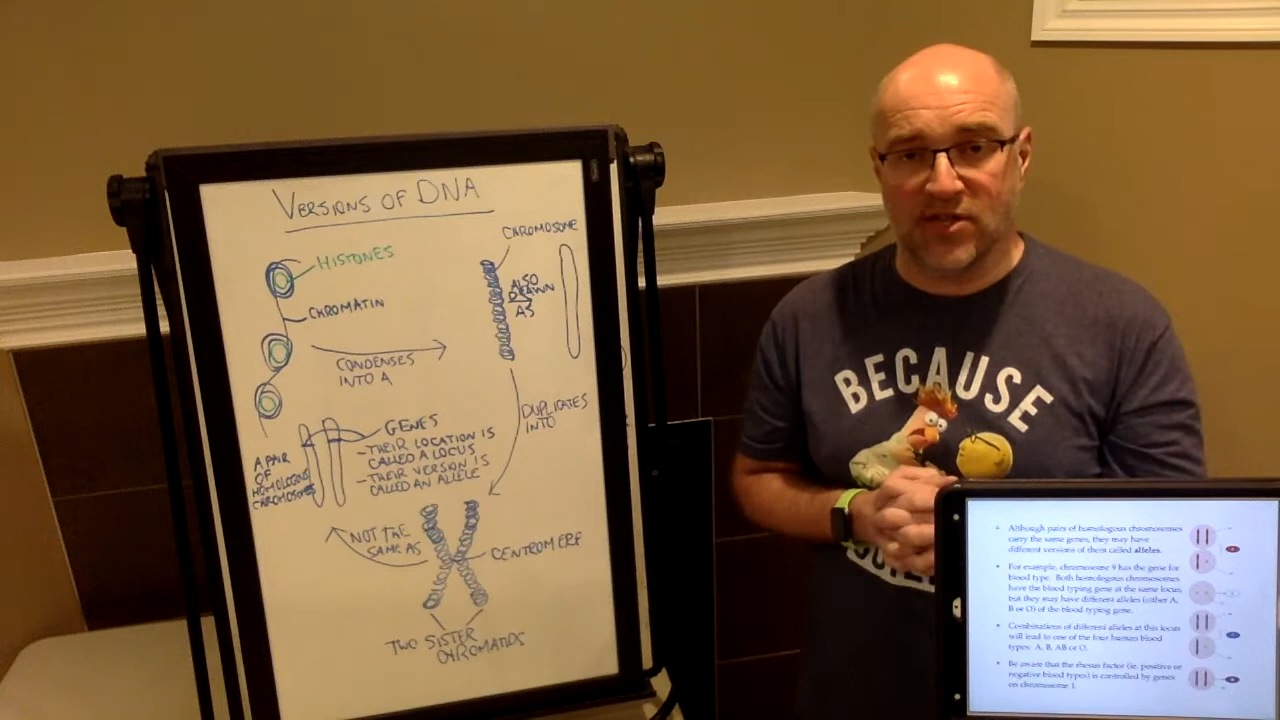 VERSIONS OF DNA
HISTONES
CHROMATIN
CONDENSES
INTO A
CHROMOSOME
ALSO
DRAWN
AS
DUPLICATES
INTO
GENES
- THEIR LOCATION IS
CALLED A LOCUS
- THEIR VERSION IS
CALLED AN ALLELE
A PAIR
OF
HOMOLOGOUS
CHROMOSOMES
NOT THE
SAME AS
CENTROMERE
TWO SISTER
CHROMATIDS
BECAUSE
Although pairs of homologous chromosomes
carry the same genes, they may have
different versions of them called alleles.
For example, chromosome 9 has the gene for
blood type. Both homologous chromosomes
have the blood typing gene at the same locus,
but they may have different alleles (either A,
B or O) of the blood typing gene.
Combinations of different alleles at this locus
will lead to one of the four human blood
types: A, B, AB or O.
Be aware that the rhesus factor (ie. positive or
negative blood types) is controlled by genes
on chromosome 1.